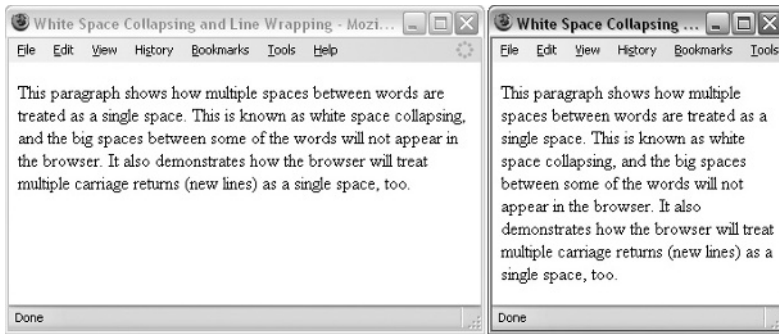 White Space Collapsing and Line Wrapping - Mozi...
File Edit View History Bookmarks Tools Help
This paragraph shows how multiple spaces between words are
treated as a single space. This is known as white space collapsing,
and the big spaces between some of the words will not appear in
the browser. It also demonstrates how the browser will treat
multiple carriage returns (new lines) as a single space, too.
Done
White Space Collapsing ...
File Edit View History Bookmarks Tools
This paragraph shows how multiple
spaces between words are treated as a
single space. This is known as white
space collapsing, and the big spaces
between some of the words will not
appear in the browser. It also
demonstrates how the browser will treat
multiple carriage returns (new lines) as a
single space, too.
Done